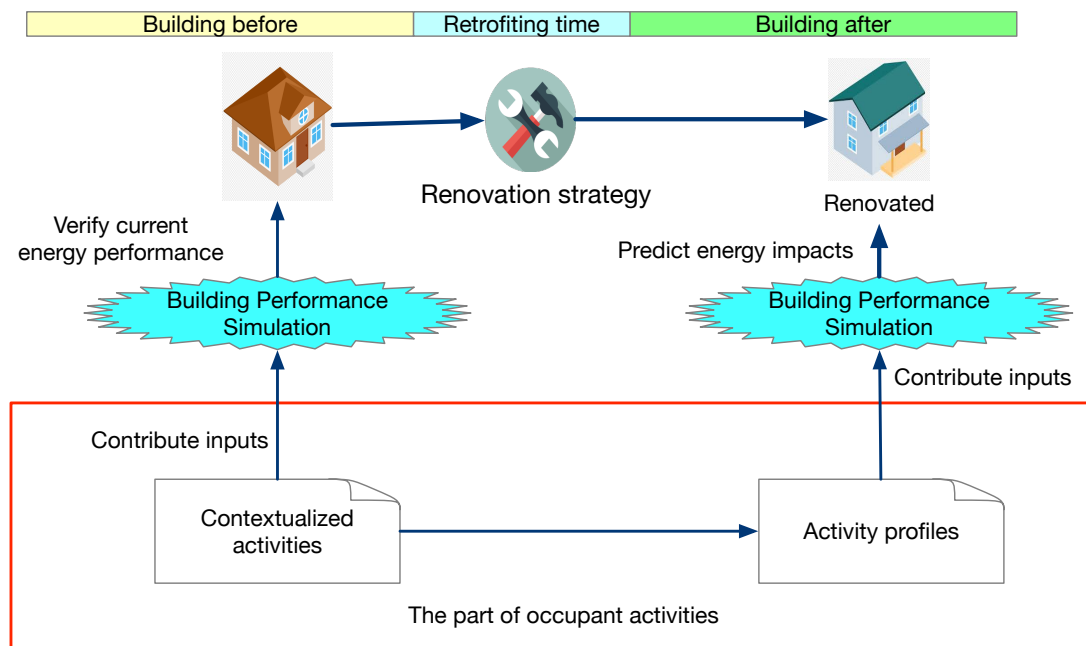 Building before
Retrofiting time
Building after
Renovation strategy
Renovated
Verify current
energy performance
Predict energy impacts
Building Performance
Simulation
Building Performance
Simulation
Contribute inputs
Contribute inputs
Contextualized
activities
Activity profiles
The part of occupant activities